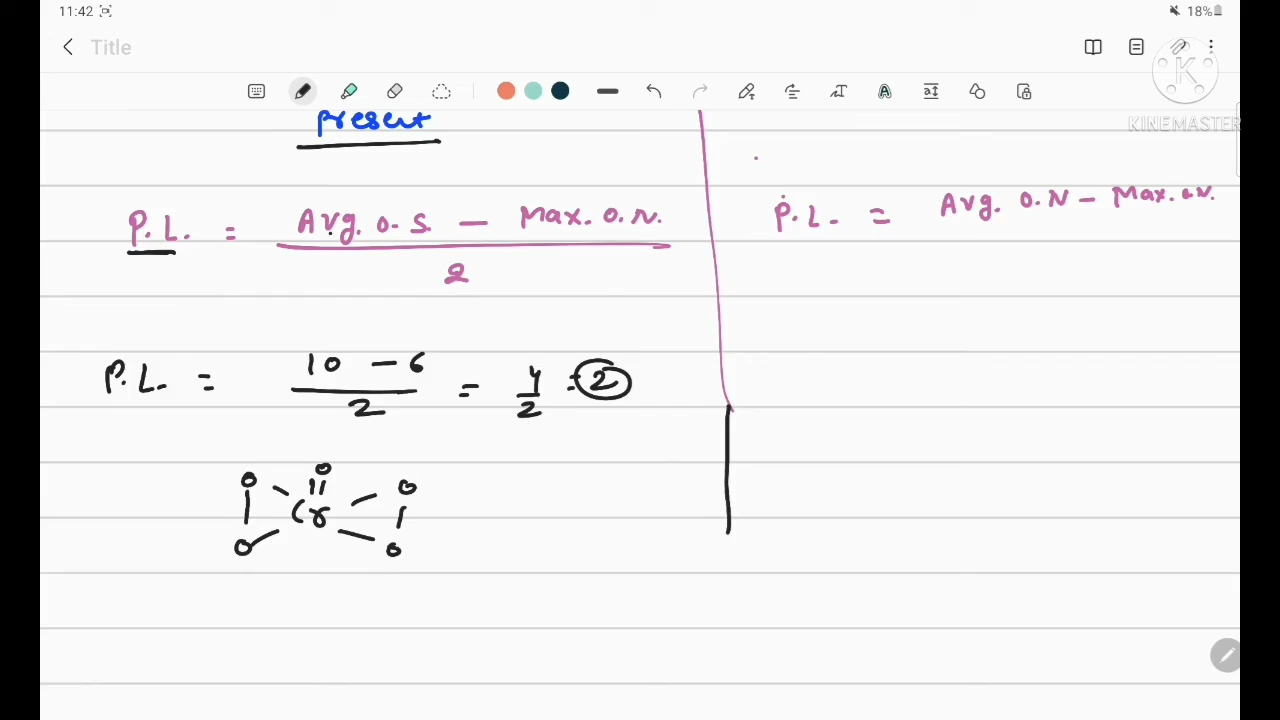 11:42
18%
Title
KINEMASTER
present
P.L. = Avg. o.s. — Max. o.n.
2
P.L. = Avg. O.N — Max. o.n.
P.L. = 10 — 6 = 4 = 2
2 2
O O O
|| 
Cr
O O